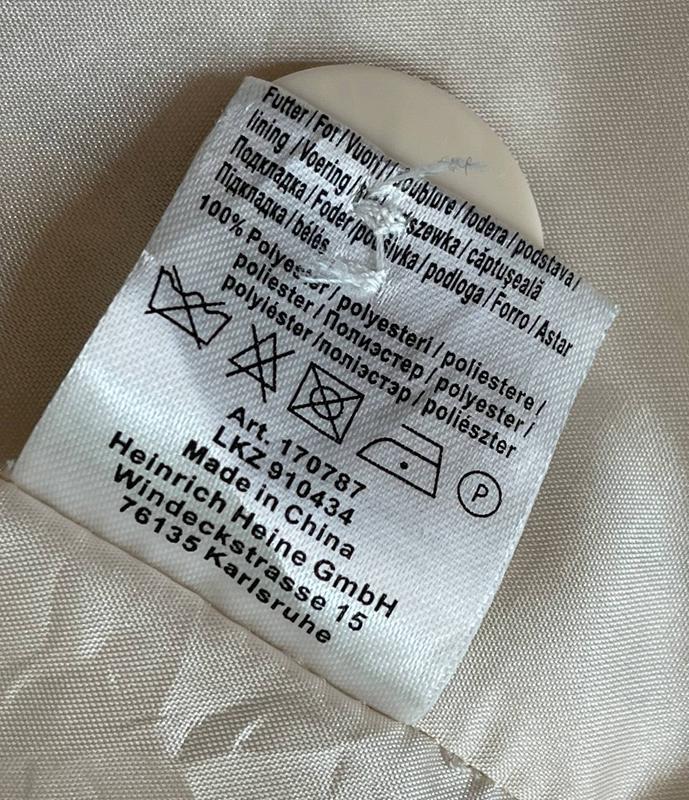 Futter / For / Vuori / doublure / fodera / podstava /
lining / Voering / podszewka / căptuşeală
Подкладка / Foder / podšívka / podloga / Forro / Astar
Підкладка / bélés
100% Polyester / polyesteri / poliestere /
poliester / Полиэстер / polyester /
polyiéster /поліэстэр / poliészter
P
Art. 170787
LKZ 910434
Made in China
Heinrich Heine GmbH
Windeckstrasse 15
76135 Karlsruhe